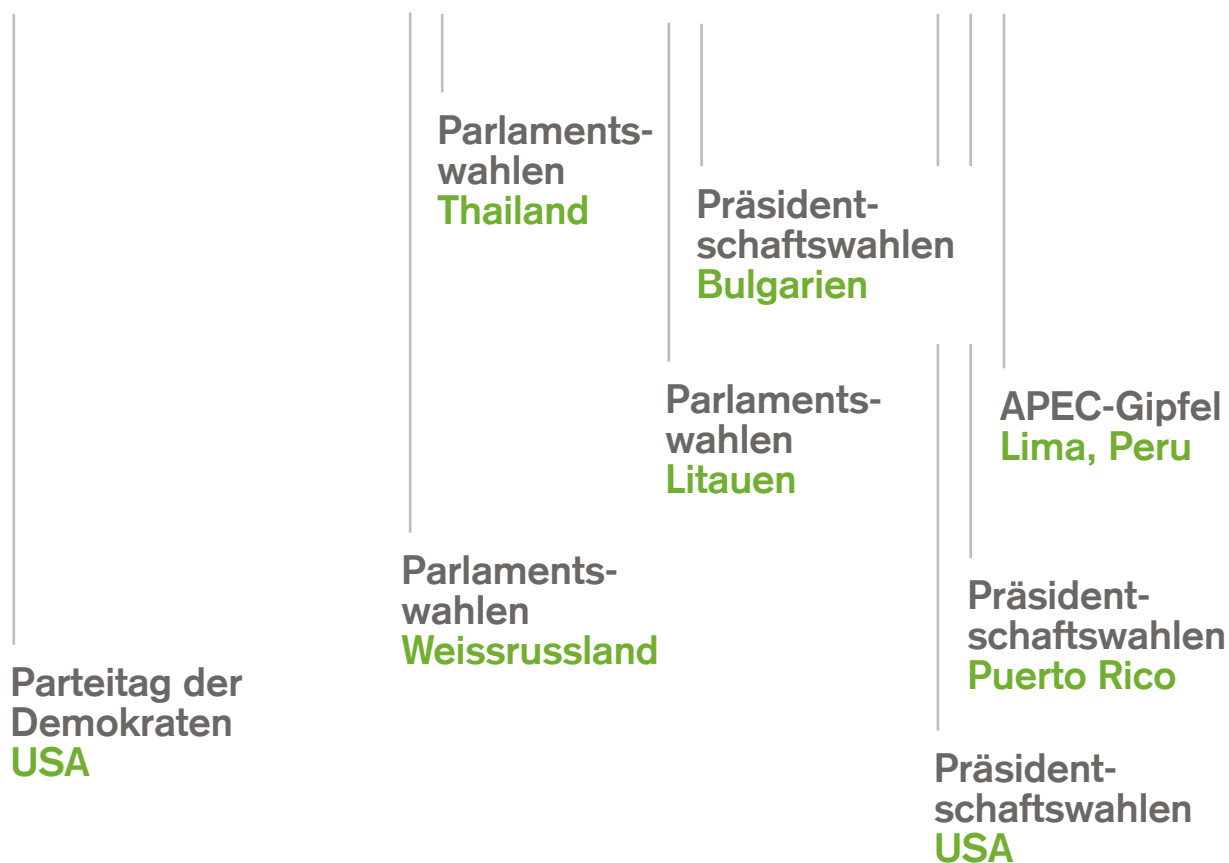 Parlaments-
wahlen
Thailand
Präsident-
schaftswahlen
Bulgarien
Parlaments-
wahlen
Litauen
APEC-Gipfel
Lima, Peru
Parlaments-
wahlen
Weissrussland
Präsident-
schaftswahlen
Puerto Rico
Parteitag der
Demokraten
USA
Präsident-
schaftswahlen
USA